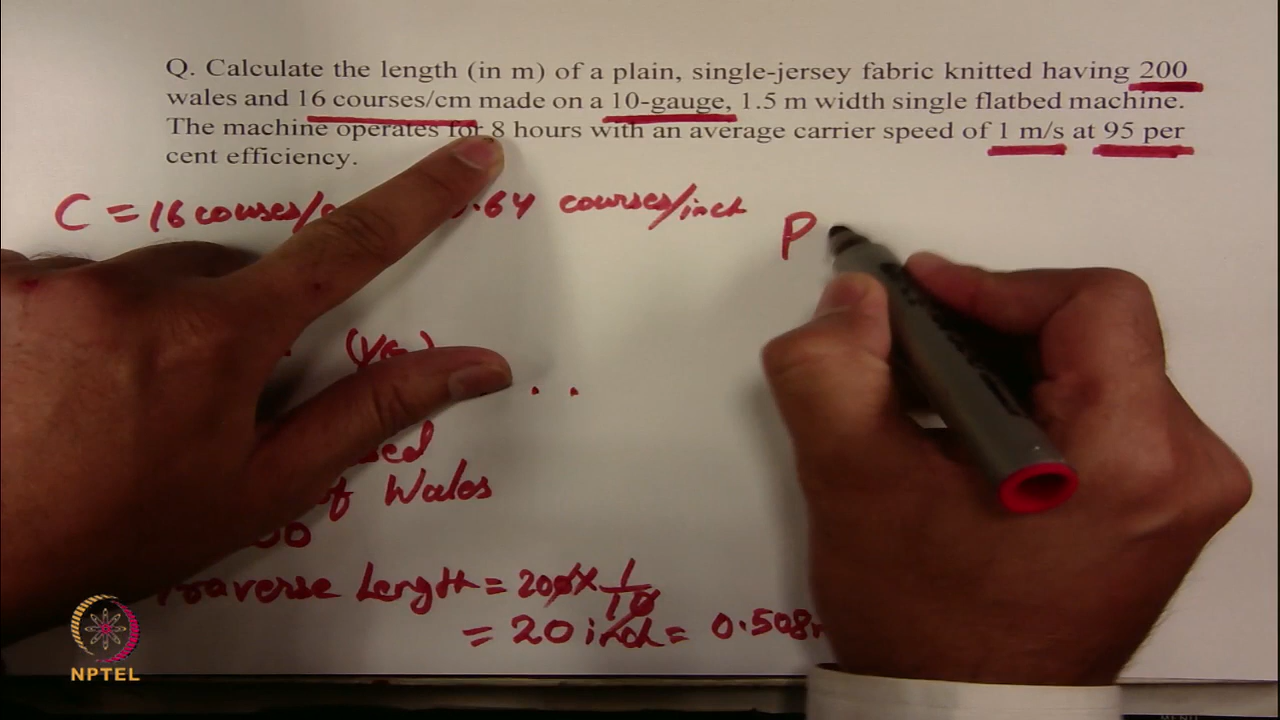 Q. Calculate the length (in m) of a plain, single-jersey fabric knitted having 200
wales and 16 courses/cm made on a 10-gauge, 1.5 m width single flatbed machine.
The machine operates for 8 hours with an average carrier speed of 1 m/s at 95 per
cent efficiency.
C = 16 courses/ .64 courses/inch
P
of Wales
Traverse Length = 200 × 1/10
= 20 inch = 0.508
NPTEL